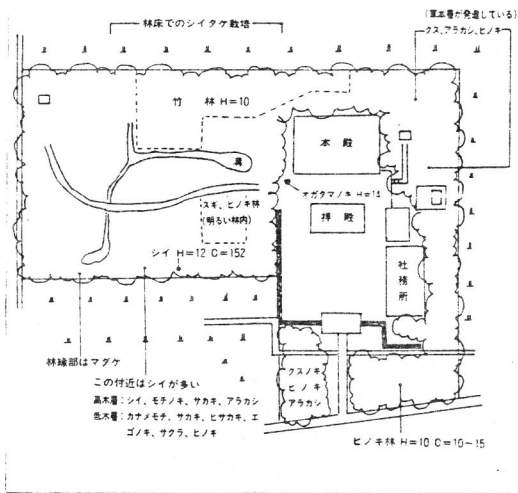 (草本層が発達している)
クス、アラカシ、ヒノキ
林床でのシイタケ栽培
竹 林 H=10
本 殿
オガタマノキ H=14
拝 殿
スギ、ヒノキ林
(明るい林内)
シイ H=12 C=152
社務所
林縁部はマダケ
この付近はシイが多い
高木層:シイ、モチノキ、サカキ、アラカシ
低木層:カナメモチ、サカキ、ヒサカキ、エ
ゴノキ、サクラ、ヒノキ
クスノキ
ヒノキ
アラカシ
ヒノキ林 H=10 C=10~15